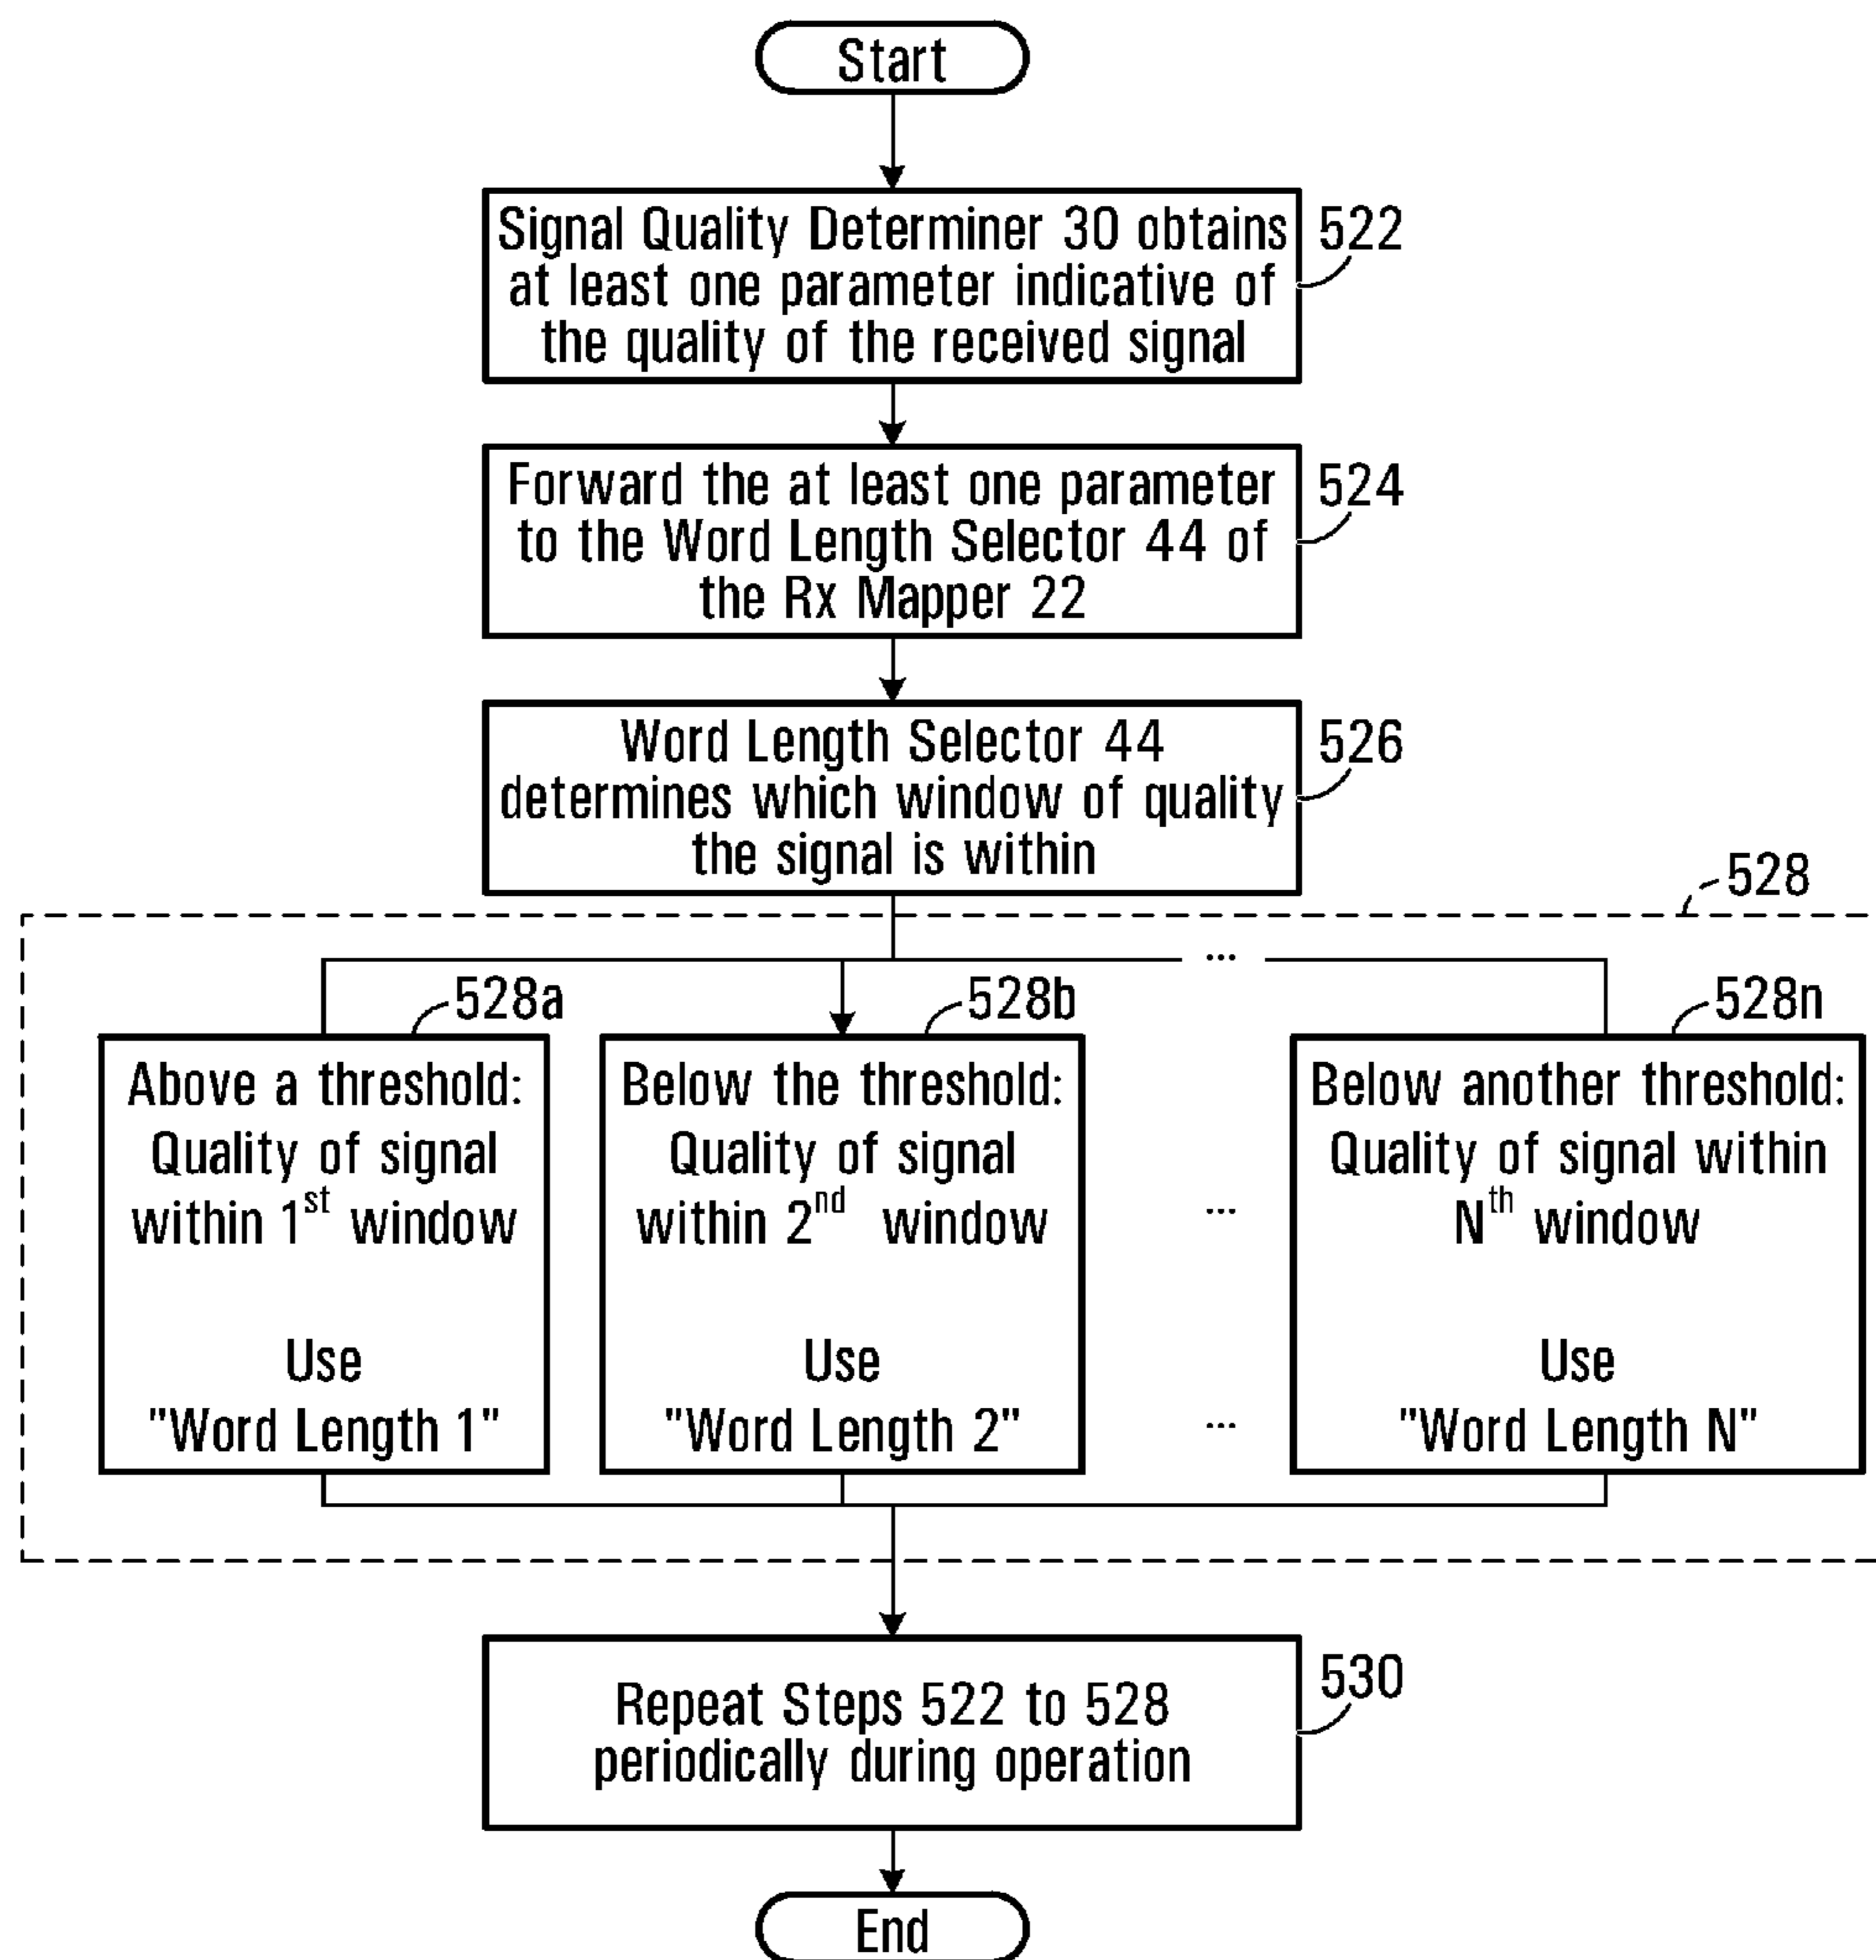 Start
Signal Quality Determiner 30 obtains
at least one parameter indicative of
the quality of the received signal
522
Forward the at least one parameter
to the Word Length Selector 44 of
the Rx Mapper 22
524
Word Length Selector 44
determines which window of quality
the signal is within
526
528
...
528a
Above a threshold:
Quality of signal
within 1st window
Use
"Word Length 1"
528b
Below the threshold:
Quality of signal
within 2nd window
Use
"Word Length 2"
...
...
528n
Below another threshold:
Quality of signal within
Nth window
Use
"Word Length N"
Repeat Steps 522 to 528
periodically during operation
530
End